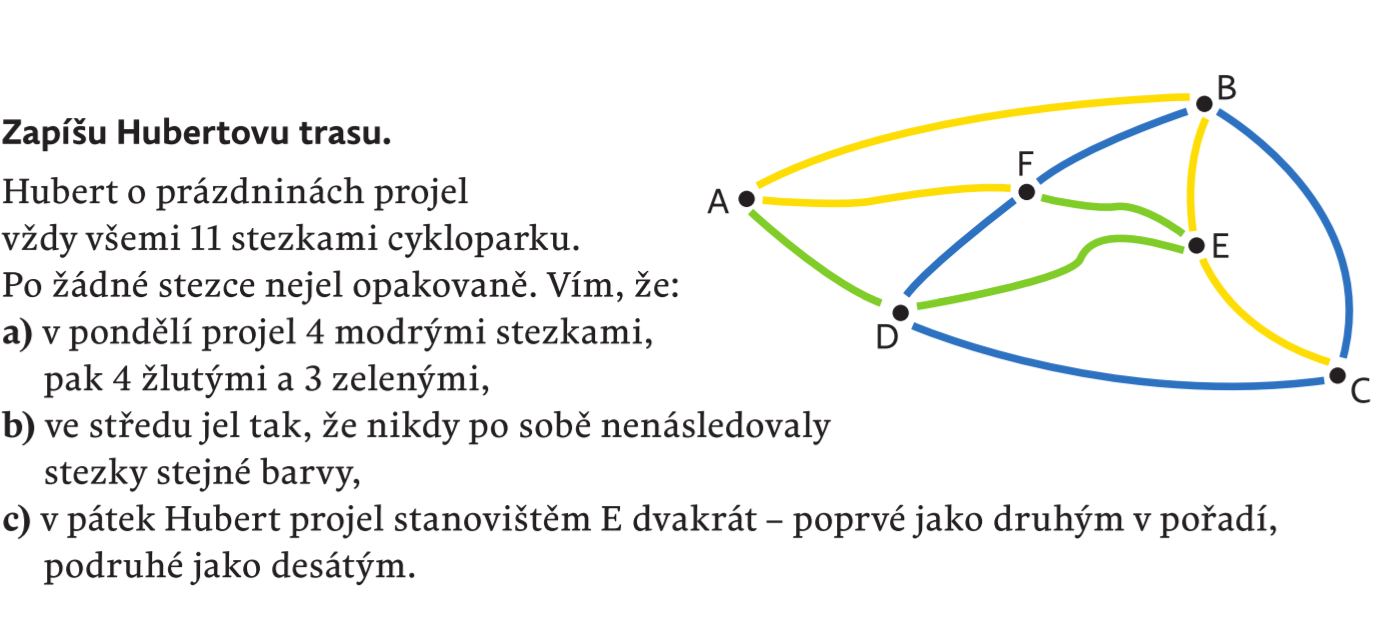 Zapíšu Hubertovu trasu.
Hubert o prázdninách projel
vždy všemi 11 stezkami cykloparku.
Po žádné stezce nejel opakovaně. Vím, že:
a) v pondělí projel 4 modrými stezkami,
pak 4 žlutými a 3 zelenými,
b) ve středu jel tak, že nikdy po sobě nenásledovaly
stezky stejné barvy,
c) v pátek Hubert projel stanovištěm E dvakrát – poprvé jako druhým v pořadí,
podruhé jako desátým.
B
F
A
E
D
C